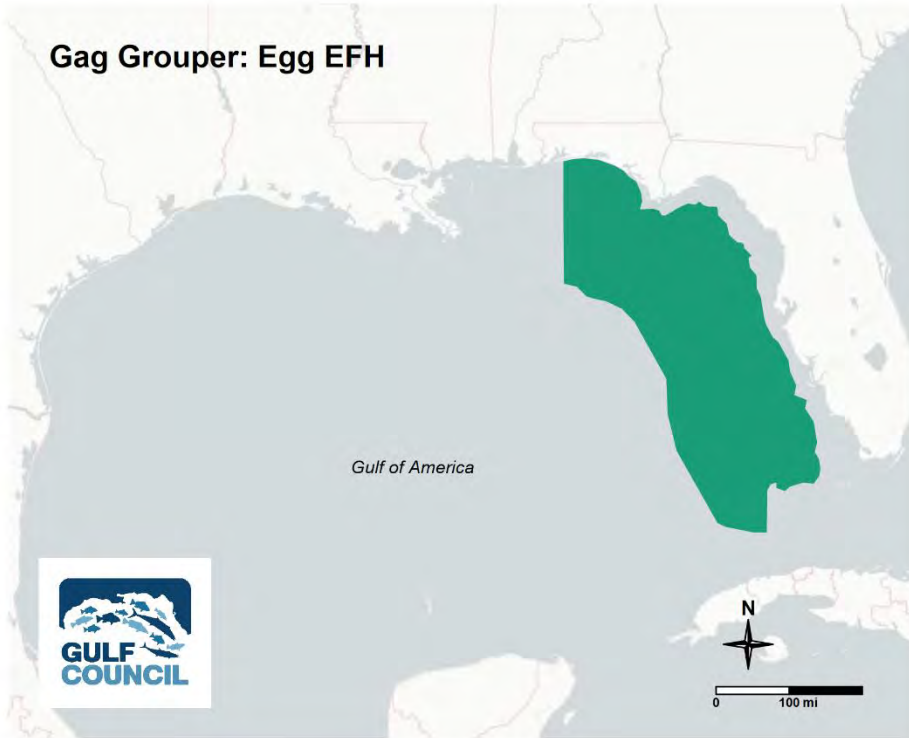 Gag Grouper: Egg EFH
Gulf of America
GULF
COUNCIL
N
0 100 mi